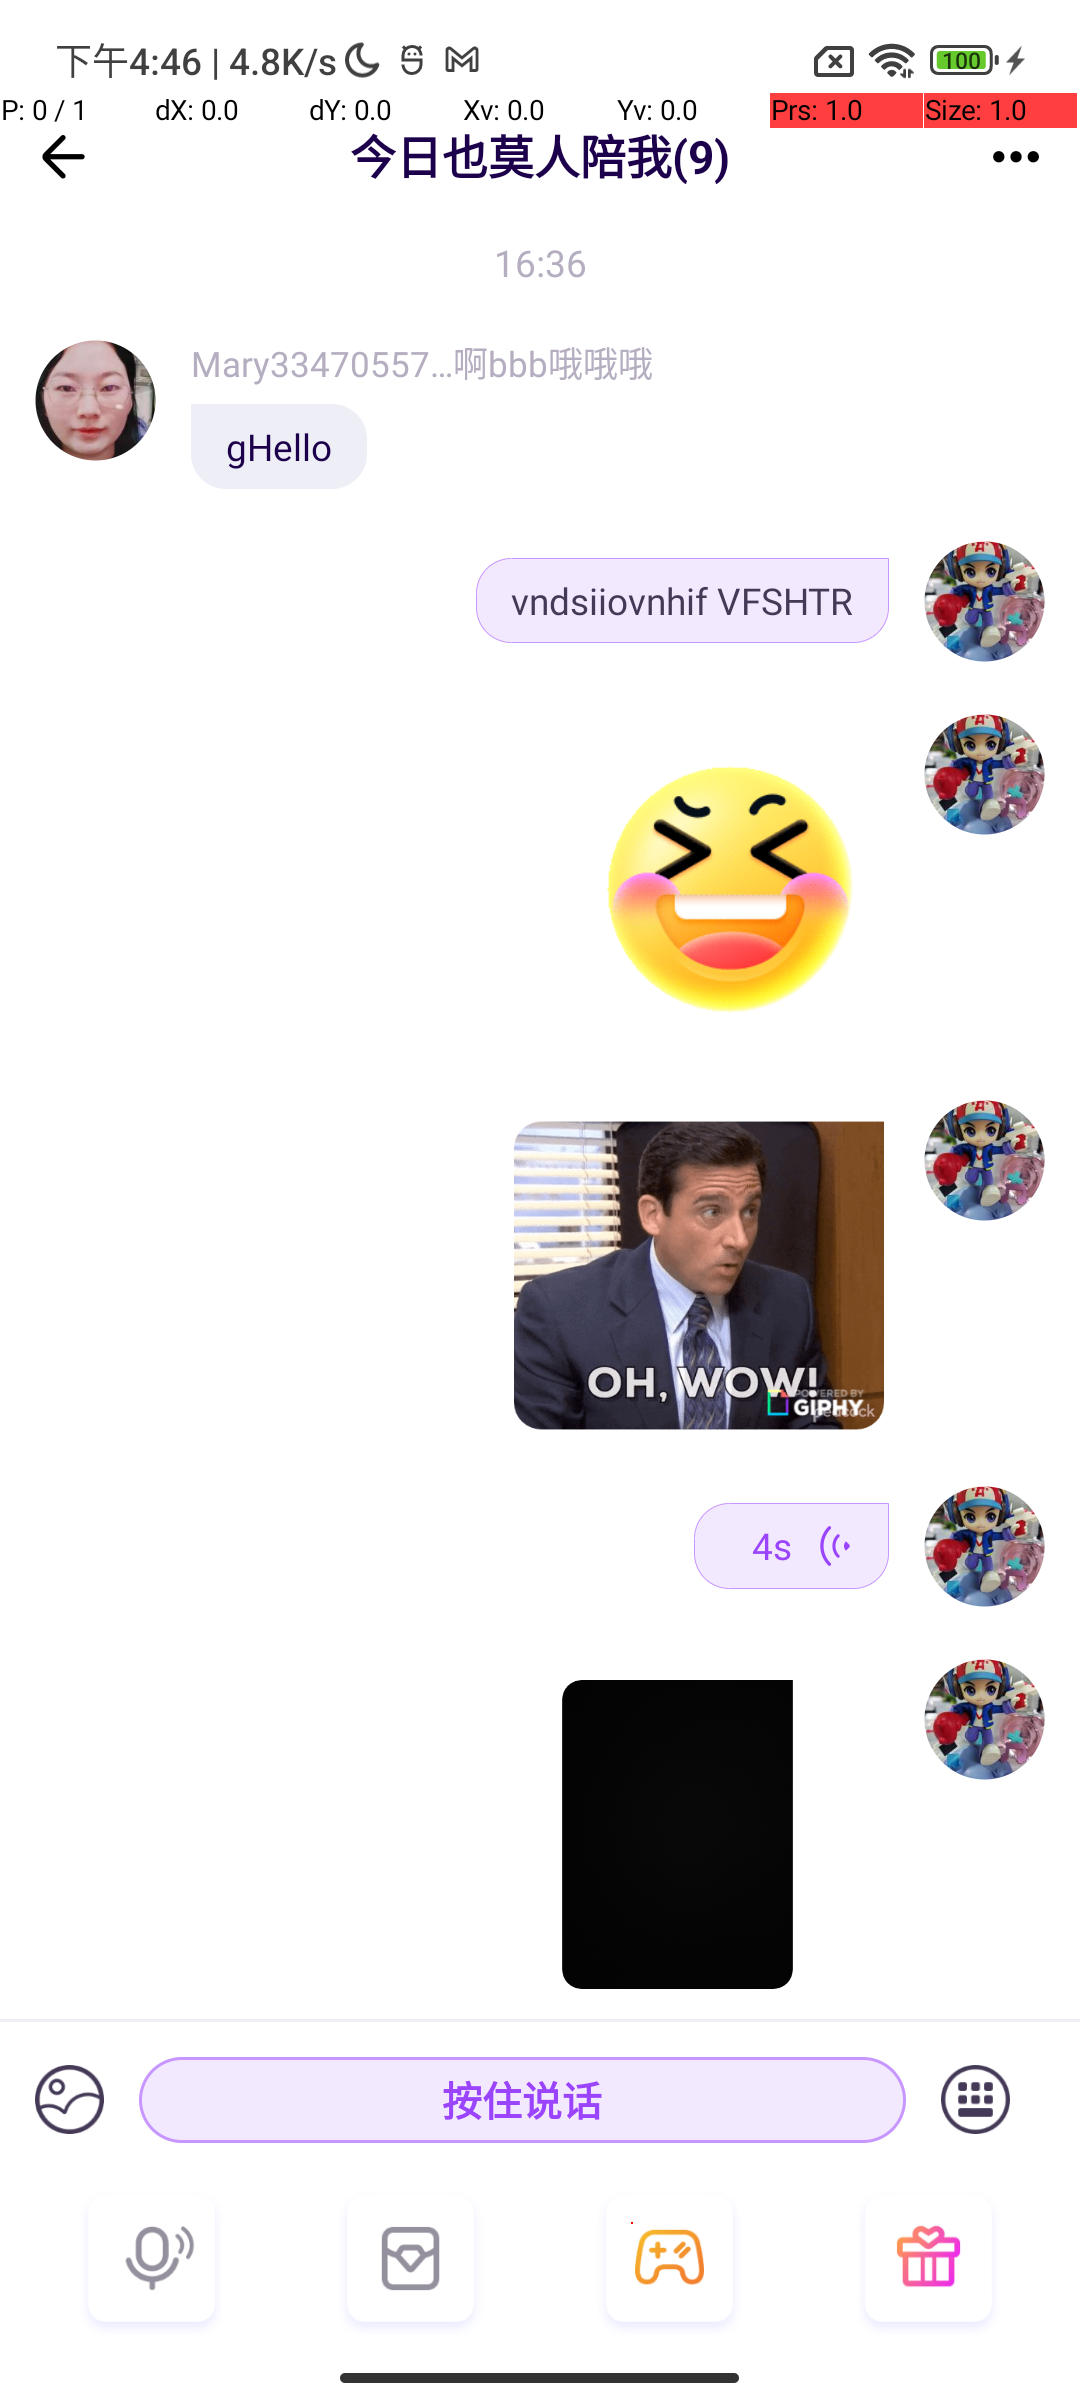 下午4:46 | 4.8K/s
100
P: 0 / 1 dX: 0.0 dY: 0.0 Xv: 0.0 Yv: 0.0 Prs: 1.0 Size: 1.0
今日也莫人陪我(9)
16:36
Mary33470557...啊bbb哦哦哦
gHello
vndsiiovnhif VFSHTR
OH, WOW!
POWERED BY
GIPHY
peacock
4s
按住说话